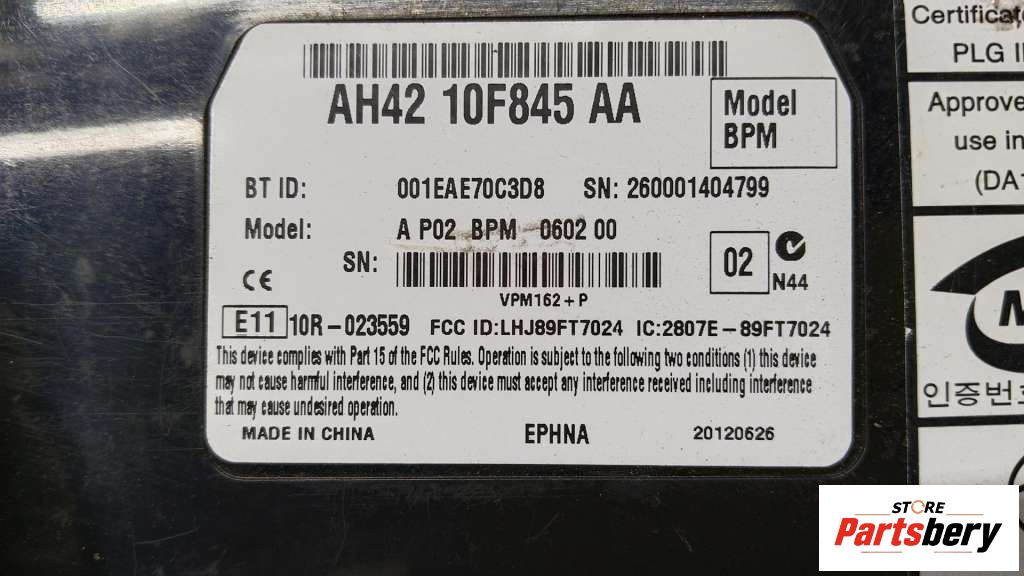 AH42 10F845 AA
Model
BPM
BT ID: 001EAE70C3D8 SN: 260001404799
Model: A P02 BPM 0602 00
SN:
02
N44
CE
VPM162+P
E11 10R-023559 FCC ID:LHJ89FT7024 IC:2807E-89FT7024
This device complies with Part 15 of the FCC Rules. Operation is subject to the following two conditions (1) this device
may not cause harmful interference, and (2) this device must accept any interference received including interference
that may cause undesired operation.
MADE IN CHINA EPHNA 20120626
PLG
Approve
use in
(DA
인증번
STORE
Partsbery